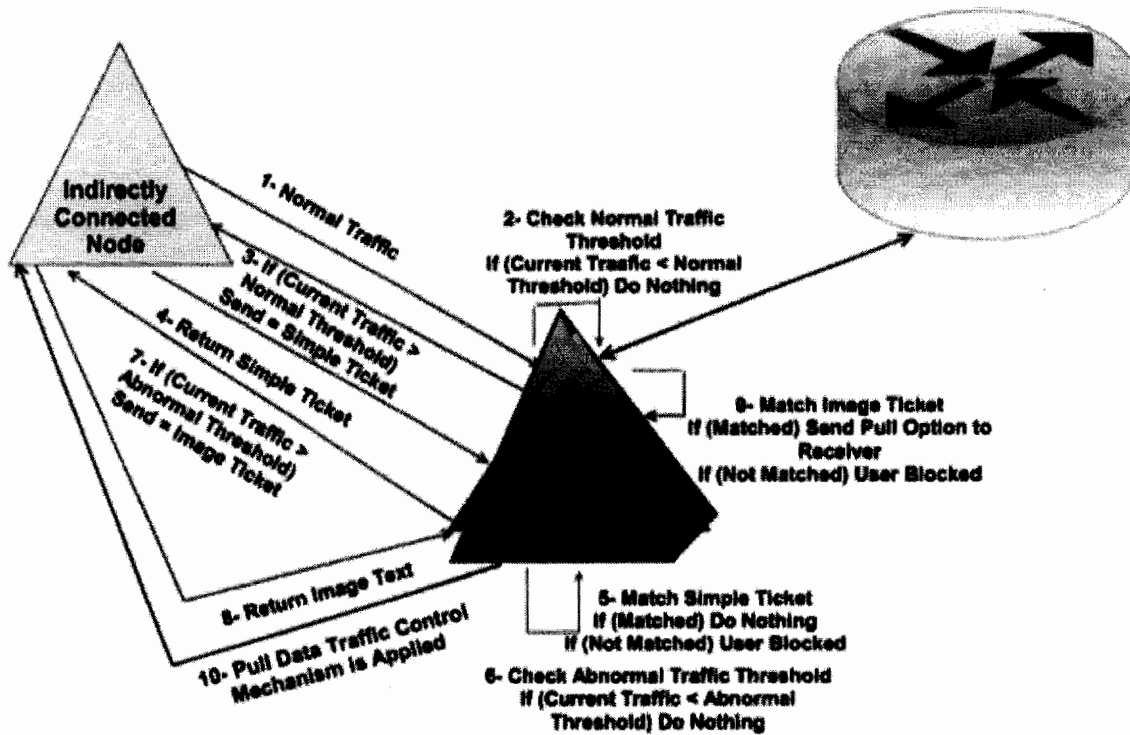 Indirectly
Connected
Node
1- Normal Traffic
2- Check Normal Traffic
Threshold
If (Current Traafic < Normal
Threshold) Do Nothing
3- If (Current Traffic >
Normal Threshold)
Send = Simple Ticket
4- Return Simple Ticket
7- If (Current Traffic >
Abnormal Threshold)
Send = Image Ticket
9- Match Image Ticket
If (Matched) Send Pull Option to
Receiver
If (Not Matched) User Blocked
8- Return Image Text
10- Pull Data Traffic Control
Mechanism is Applied
5- Match Simple Ticket
If (Matched) Do Nothing
If (Not Matched) User Blocked
6- Check Abnormal Traffic Threshold
If (Current Traffic < Abnormal
Threshold) Do Nothing